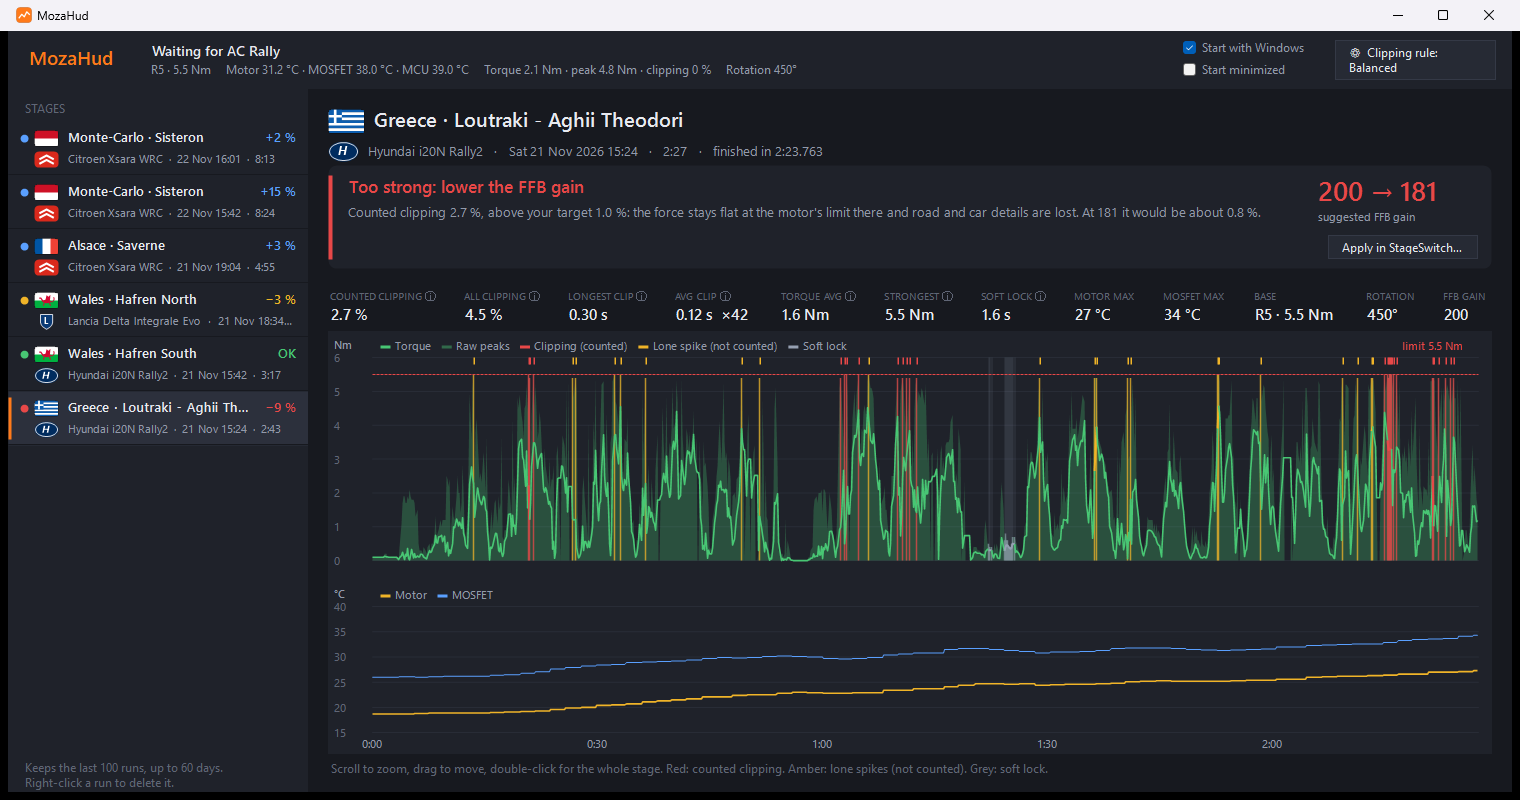 MozaHud
MozaHud
Waiting for AC Rally
R5 · 5.5 Nm Motor 31.2 °C · MOSFET 38.0 °C · MCU 39.0 °C Torque 2.1 Nm · peak 4.8 Nm · clipping 0 % Rotation 450°
Start with Windows
Start minimized
Clipping rule:
Balanced
STAGES
Monte-Carlo · Sisteron +2 %
Citroen Xsara WRC · 22 Nov 16:01 · 8:13
Monte-Carlo · Sisteron +15 %
Citroen Xsara WRC · 22 Nov 15:42 · 8:24
Alsace · Saverne +3 %
Citroen Xsara WRC · 21 Nov 19:04 · 4:55
Wales · Hafren North −3 %
L Lancia Delta Integrale Evo · 21 Nov 18:34...
Wales · Hafren South OK
H Hyundai i20N Rally2 · 21 Nov 15:42 · 3:17
Greece · Loutraki - Aghii Th... −9 %
H Hyundai i20N Rally2 · 21 Nov 15:24 · 2:43
Keeps the last 100 runs, up to 60 days.
Right-click a run to delete it.
Greece · Loutraki - Aghii Theodori
H Hyundai i20N Rally2 · Sat 21 Nov 2026 15:24 · 2:27 · finished in 2:23.763
Too strong: lower the FFB gain
Counted clipping 2.7 %, above your target 1.0 %: the force stays flat at the motor's limit there and road and car details are lost. At 181 it would be about 0.8 %.
200 → 181
suggested FFB gain
Apply in StageSwitch...
COUNTED CLIPPING ALL CLIPPING LONGEST CLIP AVG CLIP TORQUE AVG STRONGEST SOFT LOCK MOTOR MAX MOSFET MAX BASE ROTATION FFB GAIN
2.7 % 4.5 % 0.30 s 0.12 s ×42 1.6 Nm 5.5 Nm 1.6 s 27 °C 34 °C R5 · 5.5 Nm 450° 200
Nm Torque Raw peaks Clipping (counted) Lone spike (not counted) Soft lock limit 5.5 Nm
6
5
4
3
2
1
0
°C Motor MOSFET
40
35
30
25
20
15
0:00 0:30 1:00 1:30 2:00
Scroll to zoom, drag to move, double-click for the whole stage. Red: counted clipping. Amber: lone spikes (not counted). Grey: soft lock.